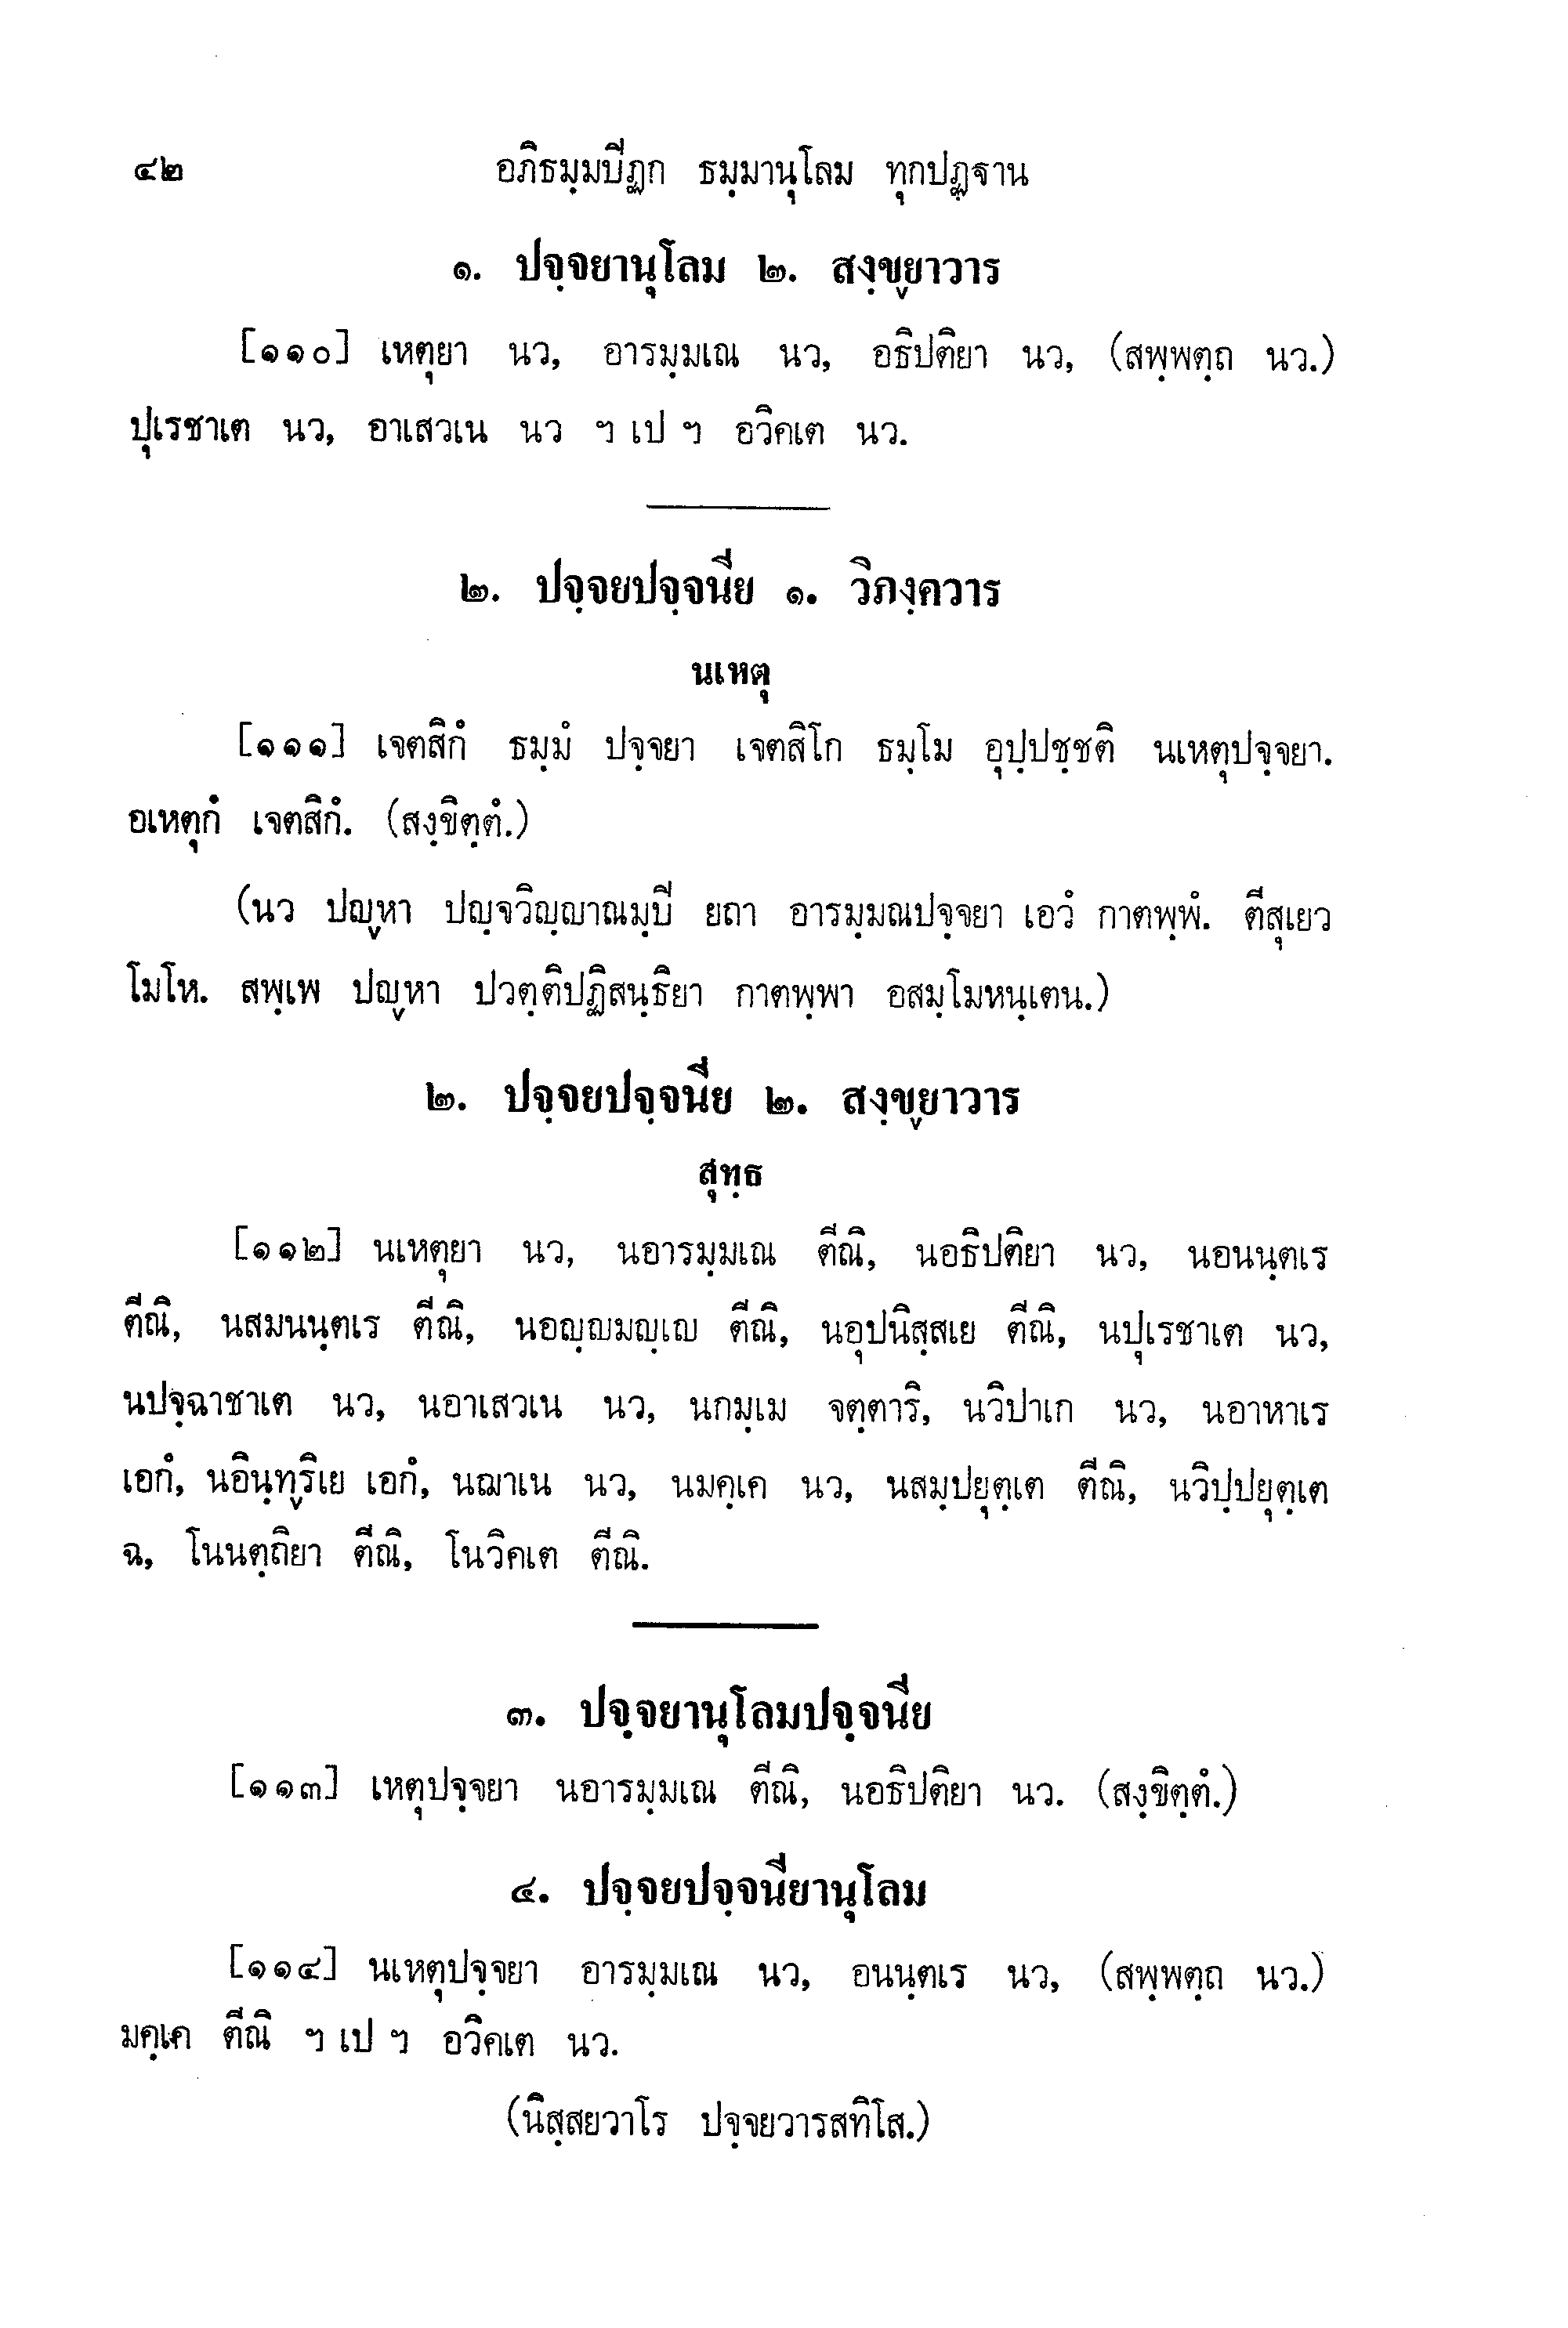 ๔๒ อภิธมฺมปิฏก ธมฺมานุโลม ทุกปฏฺฐาน
๑. ปจฺจยานุโลม ๒. สงฺขฺยาวาร
[๑๑๐] เหตุยา นว, อารมฺมเณ นว, อธิปติยา นว, (สพฺพตฺถ นว.)
ปุเรชาเต นว, อาเสวเน นว ฯ เป ฯ อวิคเต นว.
๒. ปจฺจยปจฺจนีย ๑. วิภงฺควาร
นเหตุ
[๑๑๑] เจตสิกํ ธมฺมํ ปจฺจยา เจตสิโก ธมฺโม อุปฺปชฺชติ นเหตุปจฺจยา.
อเหตุกํ เจตสิกํ. (สงฺขิตฺตํ.)
(นว ปญฺหา ปญฺจวิญฺญาณมฺปิ ยถา อารมฺมณปจฺจยา เอวํ กาตพฺพํ. ตีสุเยว
โมโห. สพฺเพ ปญฺหา ปวตฺติปฏิสนฺธิยา กาตพฺพา อสมฺโมหนฺเตน.)
๒. ปจฺจยปจฺจนีย ๒. สงฺขฺยาวาร
สุทฺธ
[๑๑๒] นเหตุยา นว, นอารมฺมเณ ตีณิ, นอธิปติยา นว, นอนนฺตเร
ตีณิ, นสมนนฺตเร ตีณิ, นอญฺญมญฺเญ ตีณิ, นอุปนิสฺสเย ตีณิ, นปุเรชาเต นว,
นปจฺฉาชาเต นว, นอาเสวเน นว, นกมฺเม จตฺตาริ, นวิปาเก นว, นอาหาเร
เอกํ, นอินฺทฺริเย เอกํ, นฌาเน นว, นมคฺเค นว, นสมฺปยุตฺเต ตีณิ, นวิปฺปยุตฺเต
ฉ, โนนตฺถิยา ตีณิ, โนวิคเต ตีณิ.
๓. ปจฺจยานุโลมปจฺจนีย
[๑๑๓] เหตุปจฺจยา นอารมฺมเณ ตีณิ, นอธิปติยา นว. (สงฺขิตฺตํ.)
๔. ปจฺจยปจฺจนียานุโลม
[๑๑๔] นเหตุปจฺจยา อารมฺมเณ นว, อนนฺตเร นว, (สพฺพตฺถ นว.)
มคฺเค ตีณิ ฯ เป ฯ อวิคเต นว.
(นิสฺสยวาโร ปจฺจยวารสทิโส.)